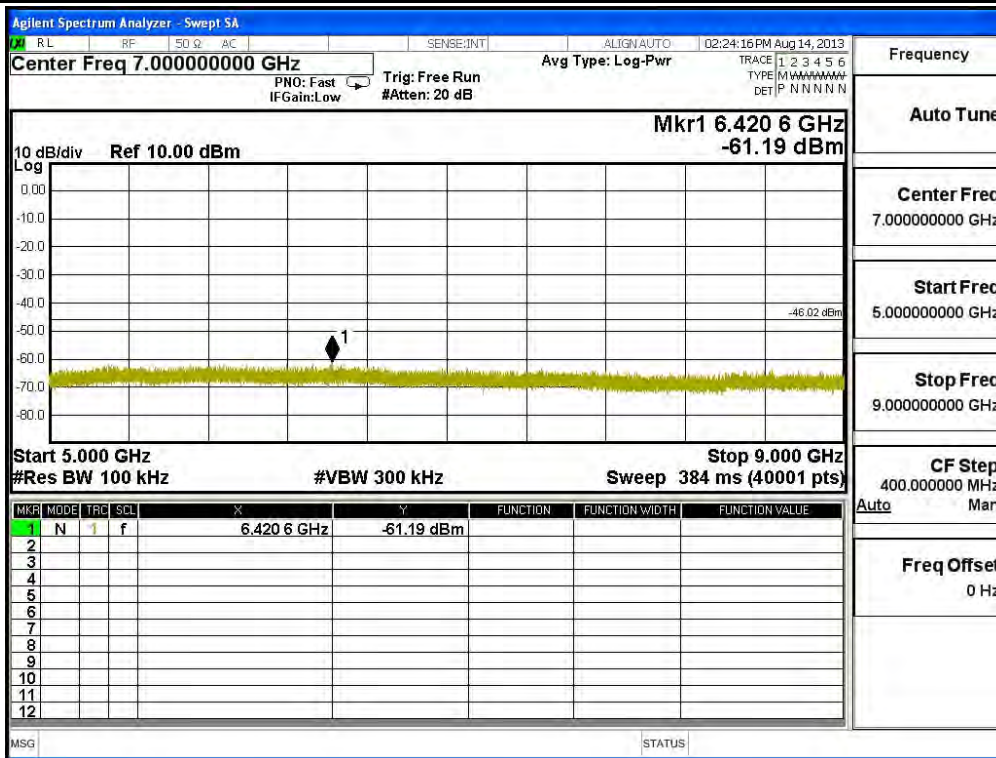 Agilent Spectrum Analyzer - Swept SA
RL RF 50 Ω AC SENSE:INT ALIGN AUTO 02:24:16 PM Aug 14, 2013
Center Freq 7.000000000 GHz
PNO: Fast
IFGain:Low
Trig: Free Run
#Atten: 20 dB
Avg Type: Log-Pwr
TRACE 1 2 3 4 5 6
TYPE M WWWWW
DET P N N N N N
Mkr1 6.420 6 GHz
-61.19 dBm
10 dB/div Ref 10.00 dBm
Log
0.00
-10.0
-20.0
-30.0
-40.0
-46.02 dBm
-50.0
1
-60.0
-70.0
-80.0
Start 5.000 GHz Stop 9.000 GHz
#Res BW 100 kHz #VBW 300 kHz Sweep 384 ms (40001 pts)
MKR MODE TRC SCL X Y FUNCTION FUNCTION WIDTH FUNCTION VALUE
1 N 1 f 6.420 6 GHz -61.19 dBm
2
3
4
5
6
7
8
9
10
11
12
MSG STATUS
Frequency
Auto Tune
Center Freq
7.000000000 GHz
Start Freq
5.000000000 GHz
Stop Freq
9.000000000 GHz
CF Step
400.000000 MHz
Auto Man
Freq Offset
0 Hz